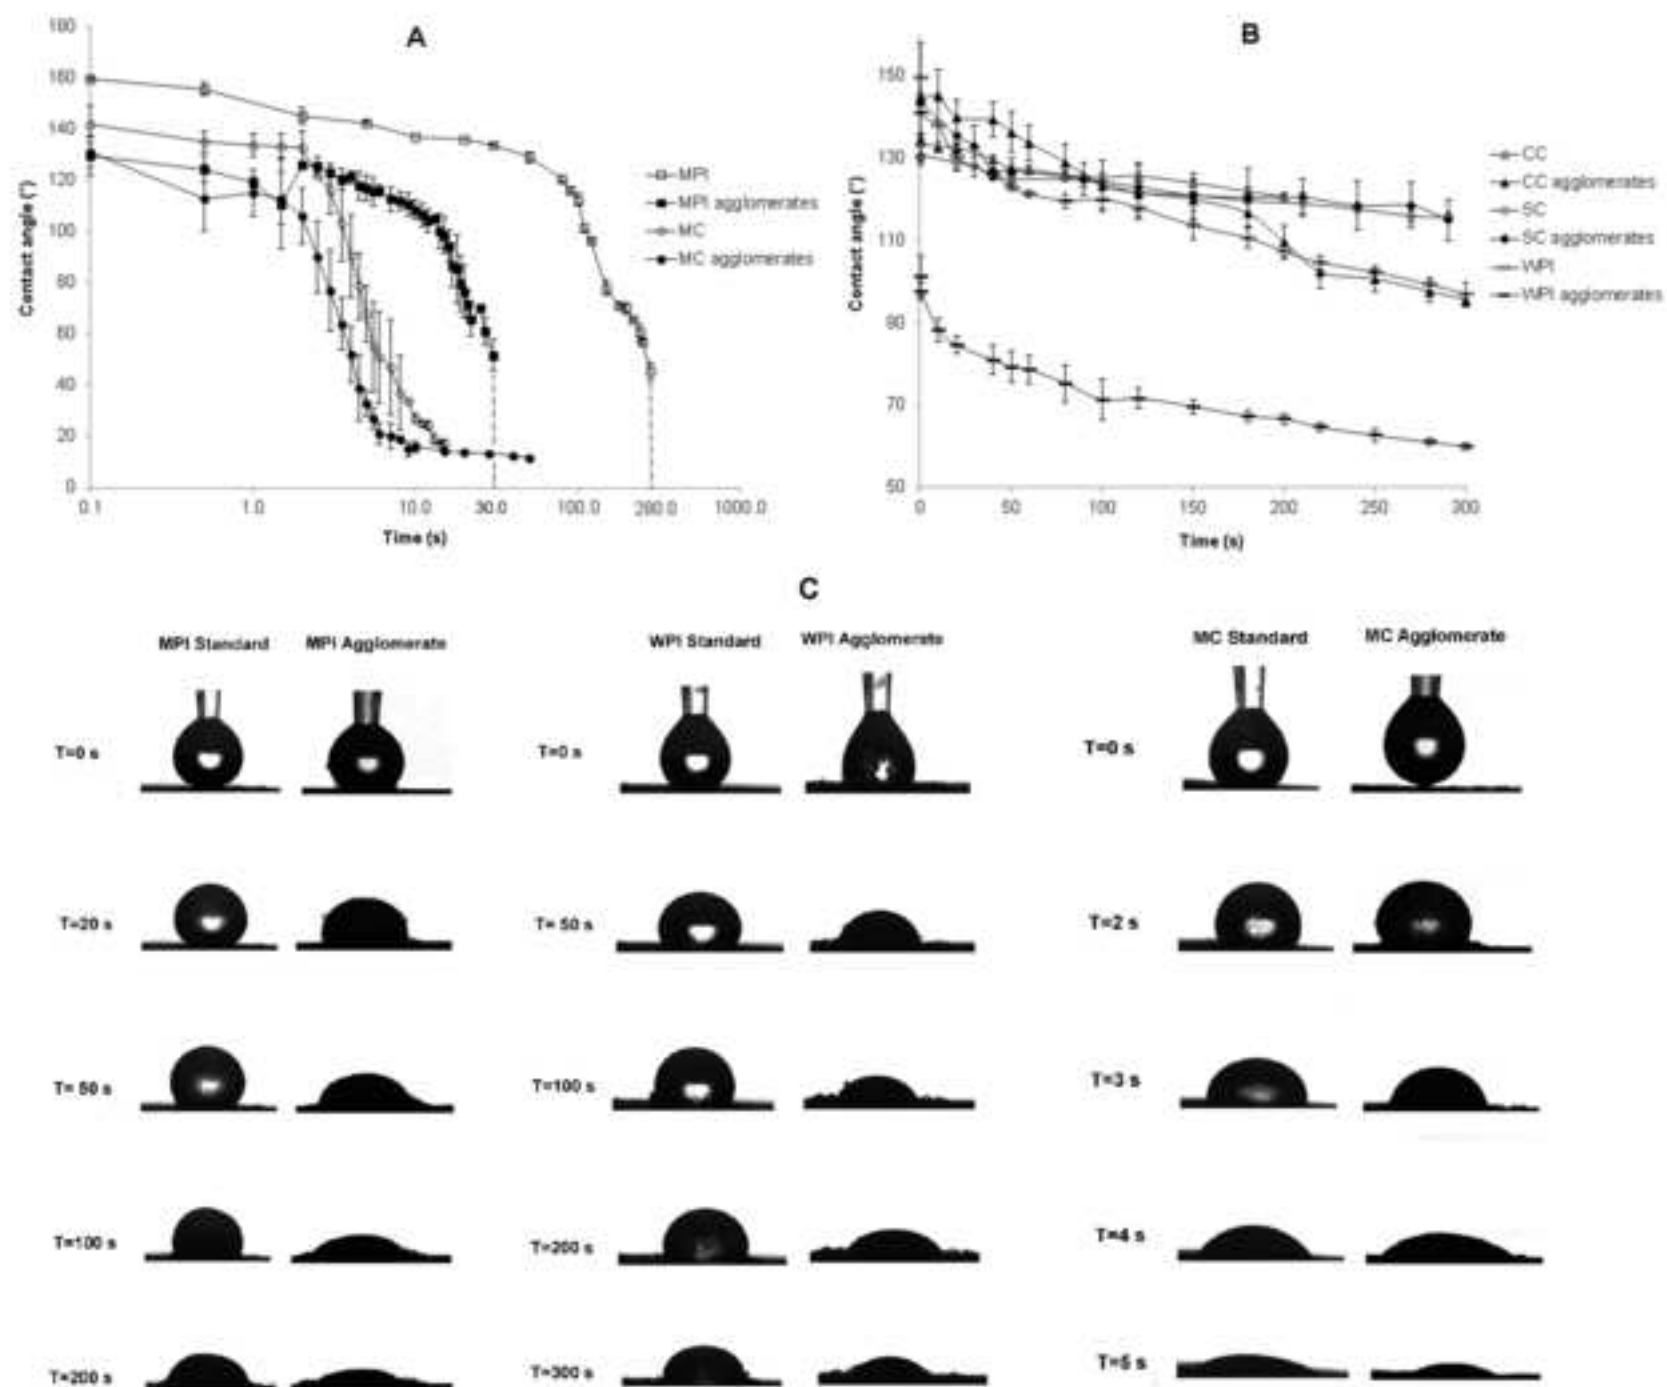 A
180
160
140
120
100
80
60
40
20
0
0.1 1.0 10.0 30.0 100.0 280.0 1000.0
Contact angle (°)
Time (s)
MPI
MPI agglomerates
MC
MC agglomerates
B
150
130
110
90
70
50
0 50 100 150 200 250 300
Contact angle (°)
Time (s)
CC
CC agglomerates
SC
SC agglomerates
WPI
WPI agglomerates
C
MPI Standard MPI Agglomerate WPI Standard WPI Agglomerate MC Standard MC Agglomerate
T=0 s T=0 s T=0 s
T=20 s T= 50 s T=2 s
T= 50 s T=100 s T=3 s
T=100 s T=200 s T=4 s
T=200 s T=300 s T=5 s